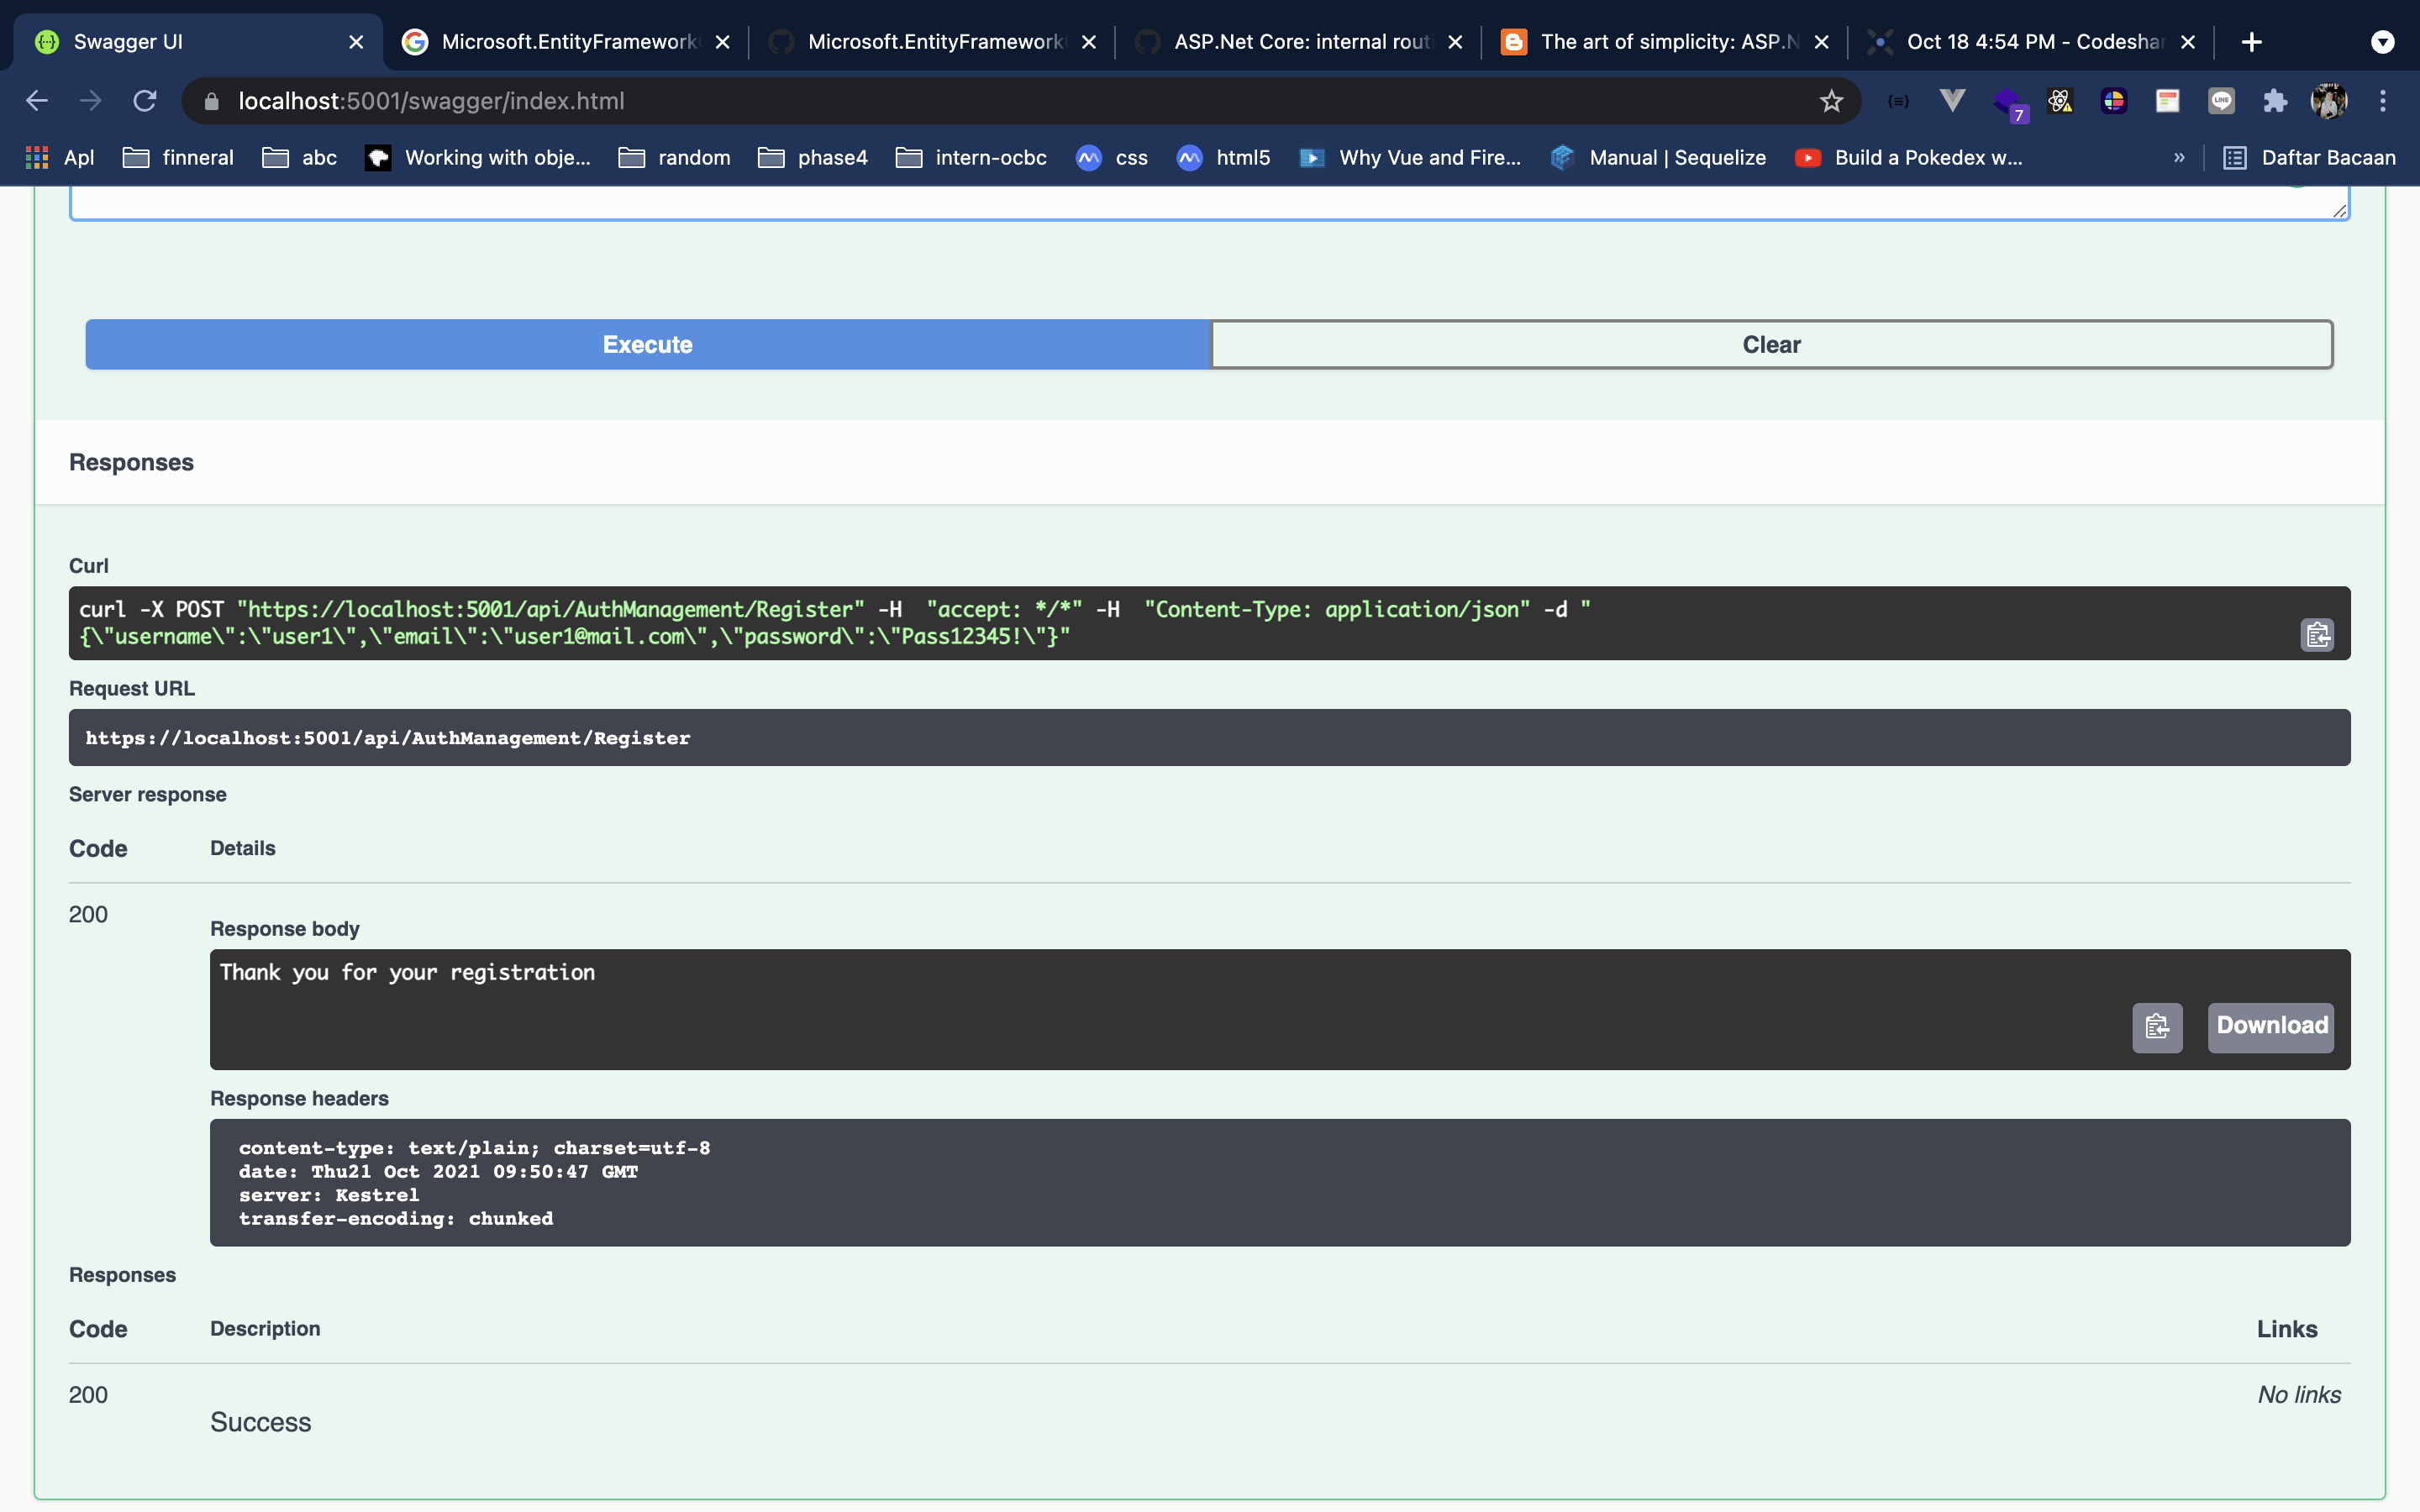 Swagger UI
Microsoft.EntityFramework
Microsoft.EntityFramework
ASP.Net Core: internal rout
The art of simplicity: ASP.N
Oct 18 4:54 PM - Codeshar
localhost:5001/swagger/index.html
7
Apl
finneral
abc
Working with obje...
random
phase4
intern-ocbc
css
html5
Why Vue and Fire...
Manual | Sequelize
Build a Pokedex w...
»
Daftar Bacaan
Execute
Clear
Responses
Curl
curl -X POST "https://localhost:5001/api/AuthManagement/Register" -H  "accept: */*" -H  "Content-Type: application/json" -d "
{\"username\":\"user1\",\"email\":\"user1@mail.com\",\"password\":\"Pass12345!\"}"
Request URL
https://localhost:5001/api/AuthManagement/Register
Server response
Code
Details
200
Response body
Thank you for your registration
Download
Response headers
content-type: text/plain; charset=utf-8
date: Thu21 Oct 2021 09:50:47 GMT
server: Kestrel
transfer-encoding: chunked
Responses
Code
Description
Links
200
Success
No links